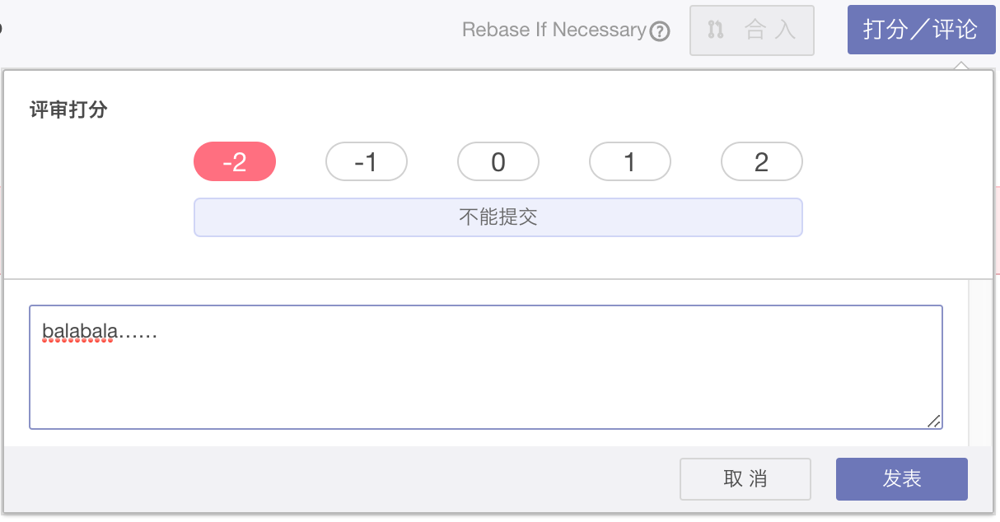 Rebase If Necessary ? 合 入 打分／评论
评审打分
-2 -1 0 1 2
不能提交
balabala……
取 消 发表